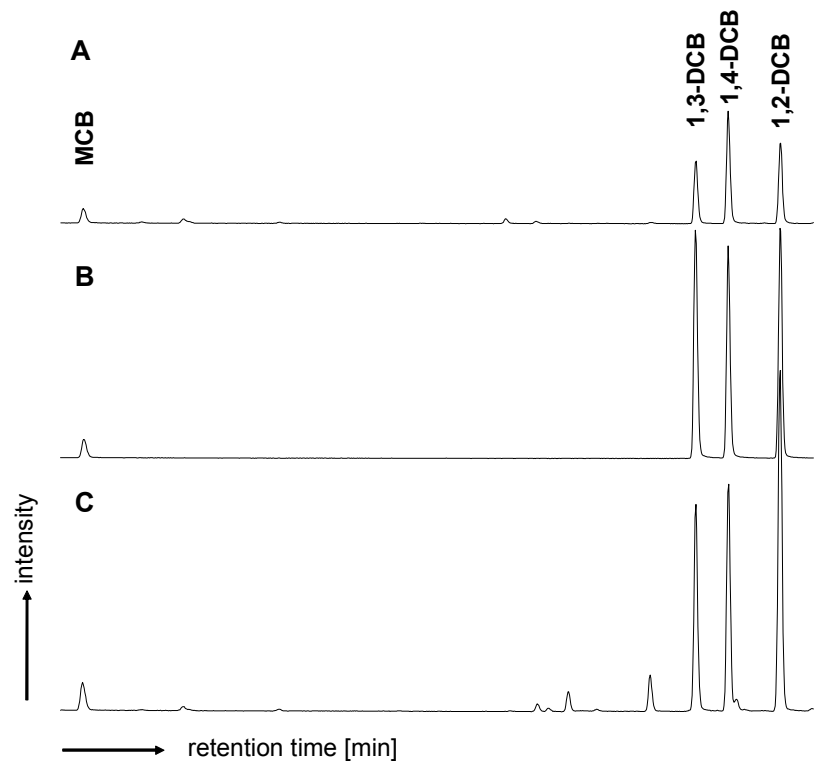 A
MCB
1,3-DCB
1,4-DCB
1,2-DCB
B
C
intensity
retention time [min]